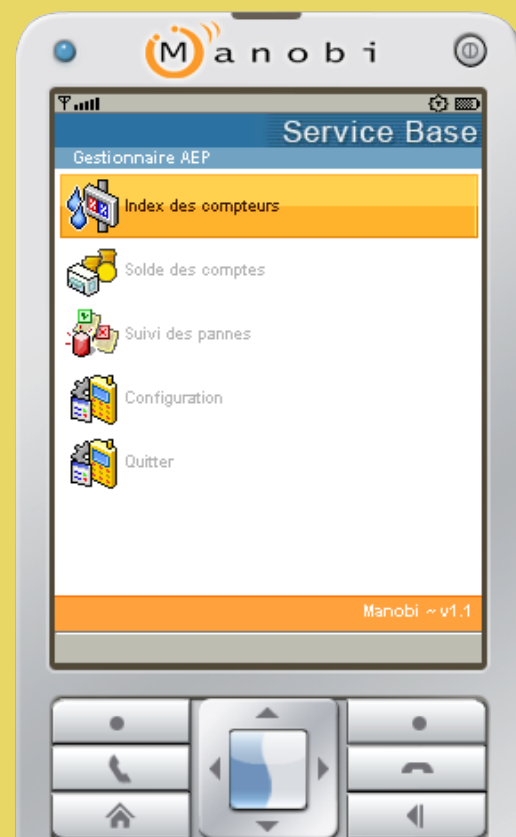 Manobi
Service Base
Gestionnaire AEP
Index des compteurs
Solde des comptes
Suivi des pannes
Configuration
Quitter
Manobi ~ v1.1